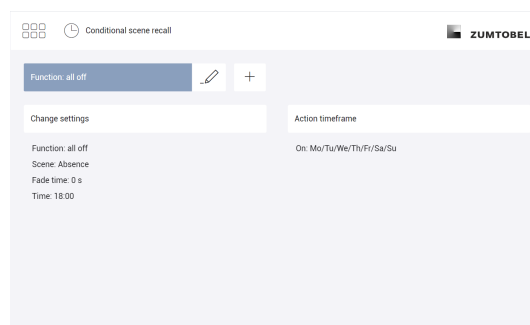 Conditional scene recall
ZUMTOBEL
Function: all off
Change settings
Function: all off
Scene: Absence
Fade time: 0 s
Time: 18:00
Action timeframe
On: Mo/Tu/We/Th/Fr/Sa/Su